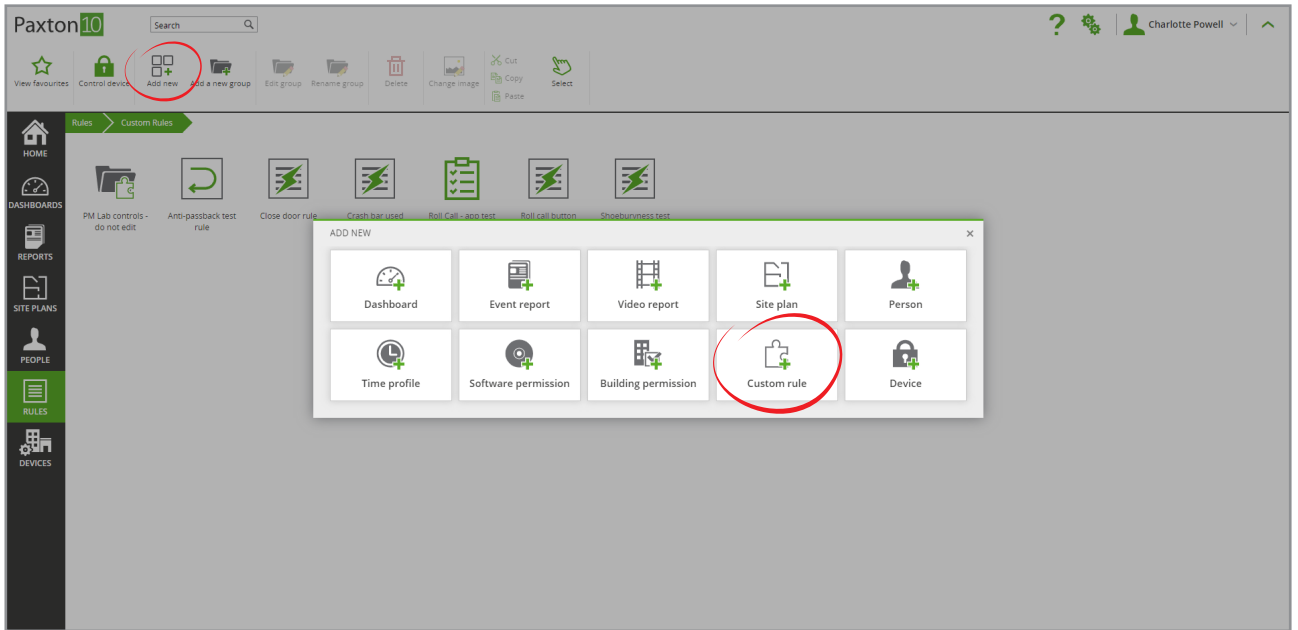 Paxton10
Search
Charlotte Powell
View favourites
Control device
Add new
Add a new group
Edit group
Rename group
Delete
Change image
Cut
Copy
Paste
Select
HOME
DASHBOARDS
REPORTS
SITE PLANS
PEOPLE
RULES
DEVICES
Rules
Custom Rules
PM Lab controls -
do not edit
Anti-passback test
rule
Close door rule
Crash bar used
Roll Call - app test
Roll call button
Shoeburyness test
ADD NEW
Dashboard
Event report
Video report
Site plan
Person
Time profile
Software permission
Building permission
Custom rule
Device